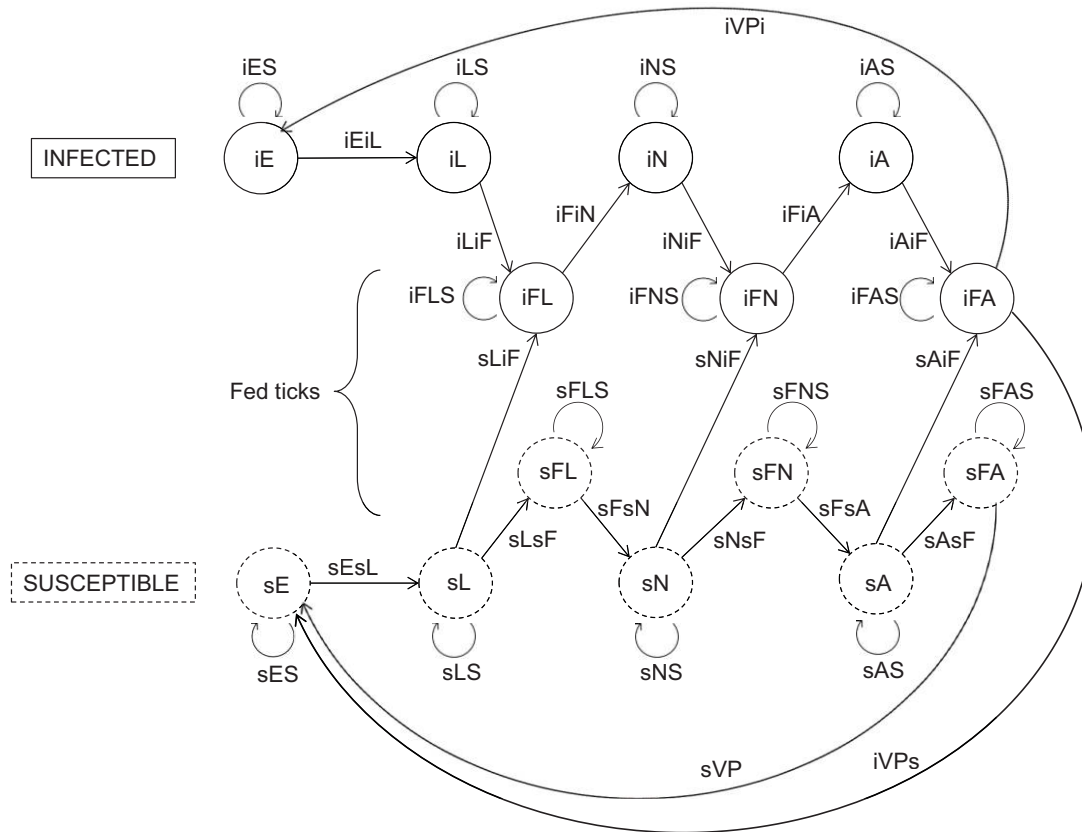 iVPi
iES
iLS
iNS
iAS
INFECTED
iE
iEiL
iL
iN
iA
iLiF
iFiN
iNiF
iFiA
iAiF
iFLS
iFL
iFNS
iFN
iFAS
iFA
sLiF
sNiF
sAiF
Fed ticks
sFLS
sFNS
sFAS
sFL
sFN
sFA
sLsF
sFsN
sNsF
sFsA
sAsF
SUSCEPTIBLE
sE
sEsL
sL
sN
sA
sES
sLS
sNS
sAS
sVP
iVPs